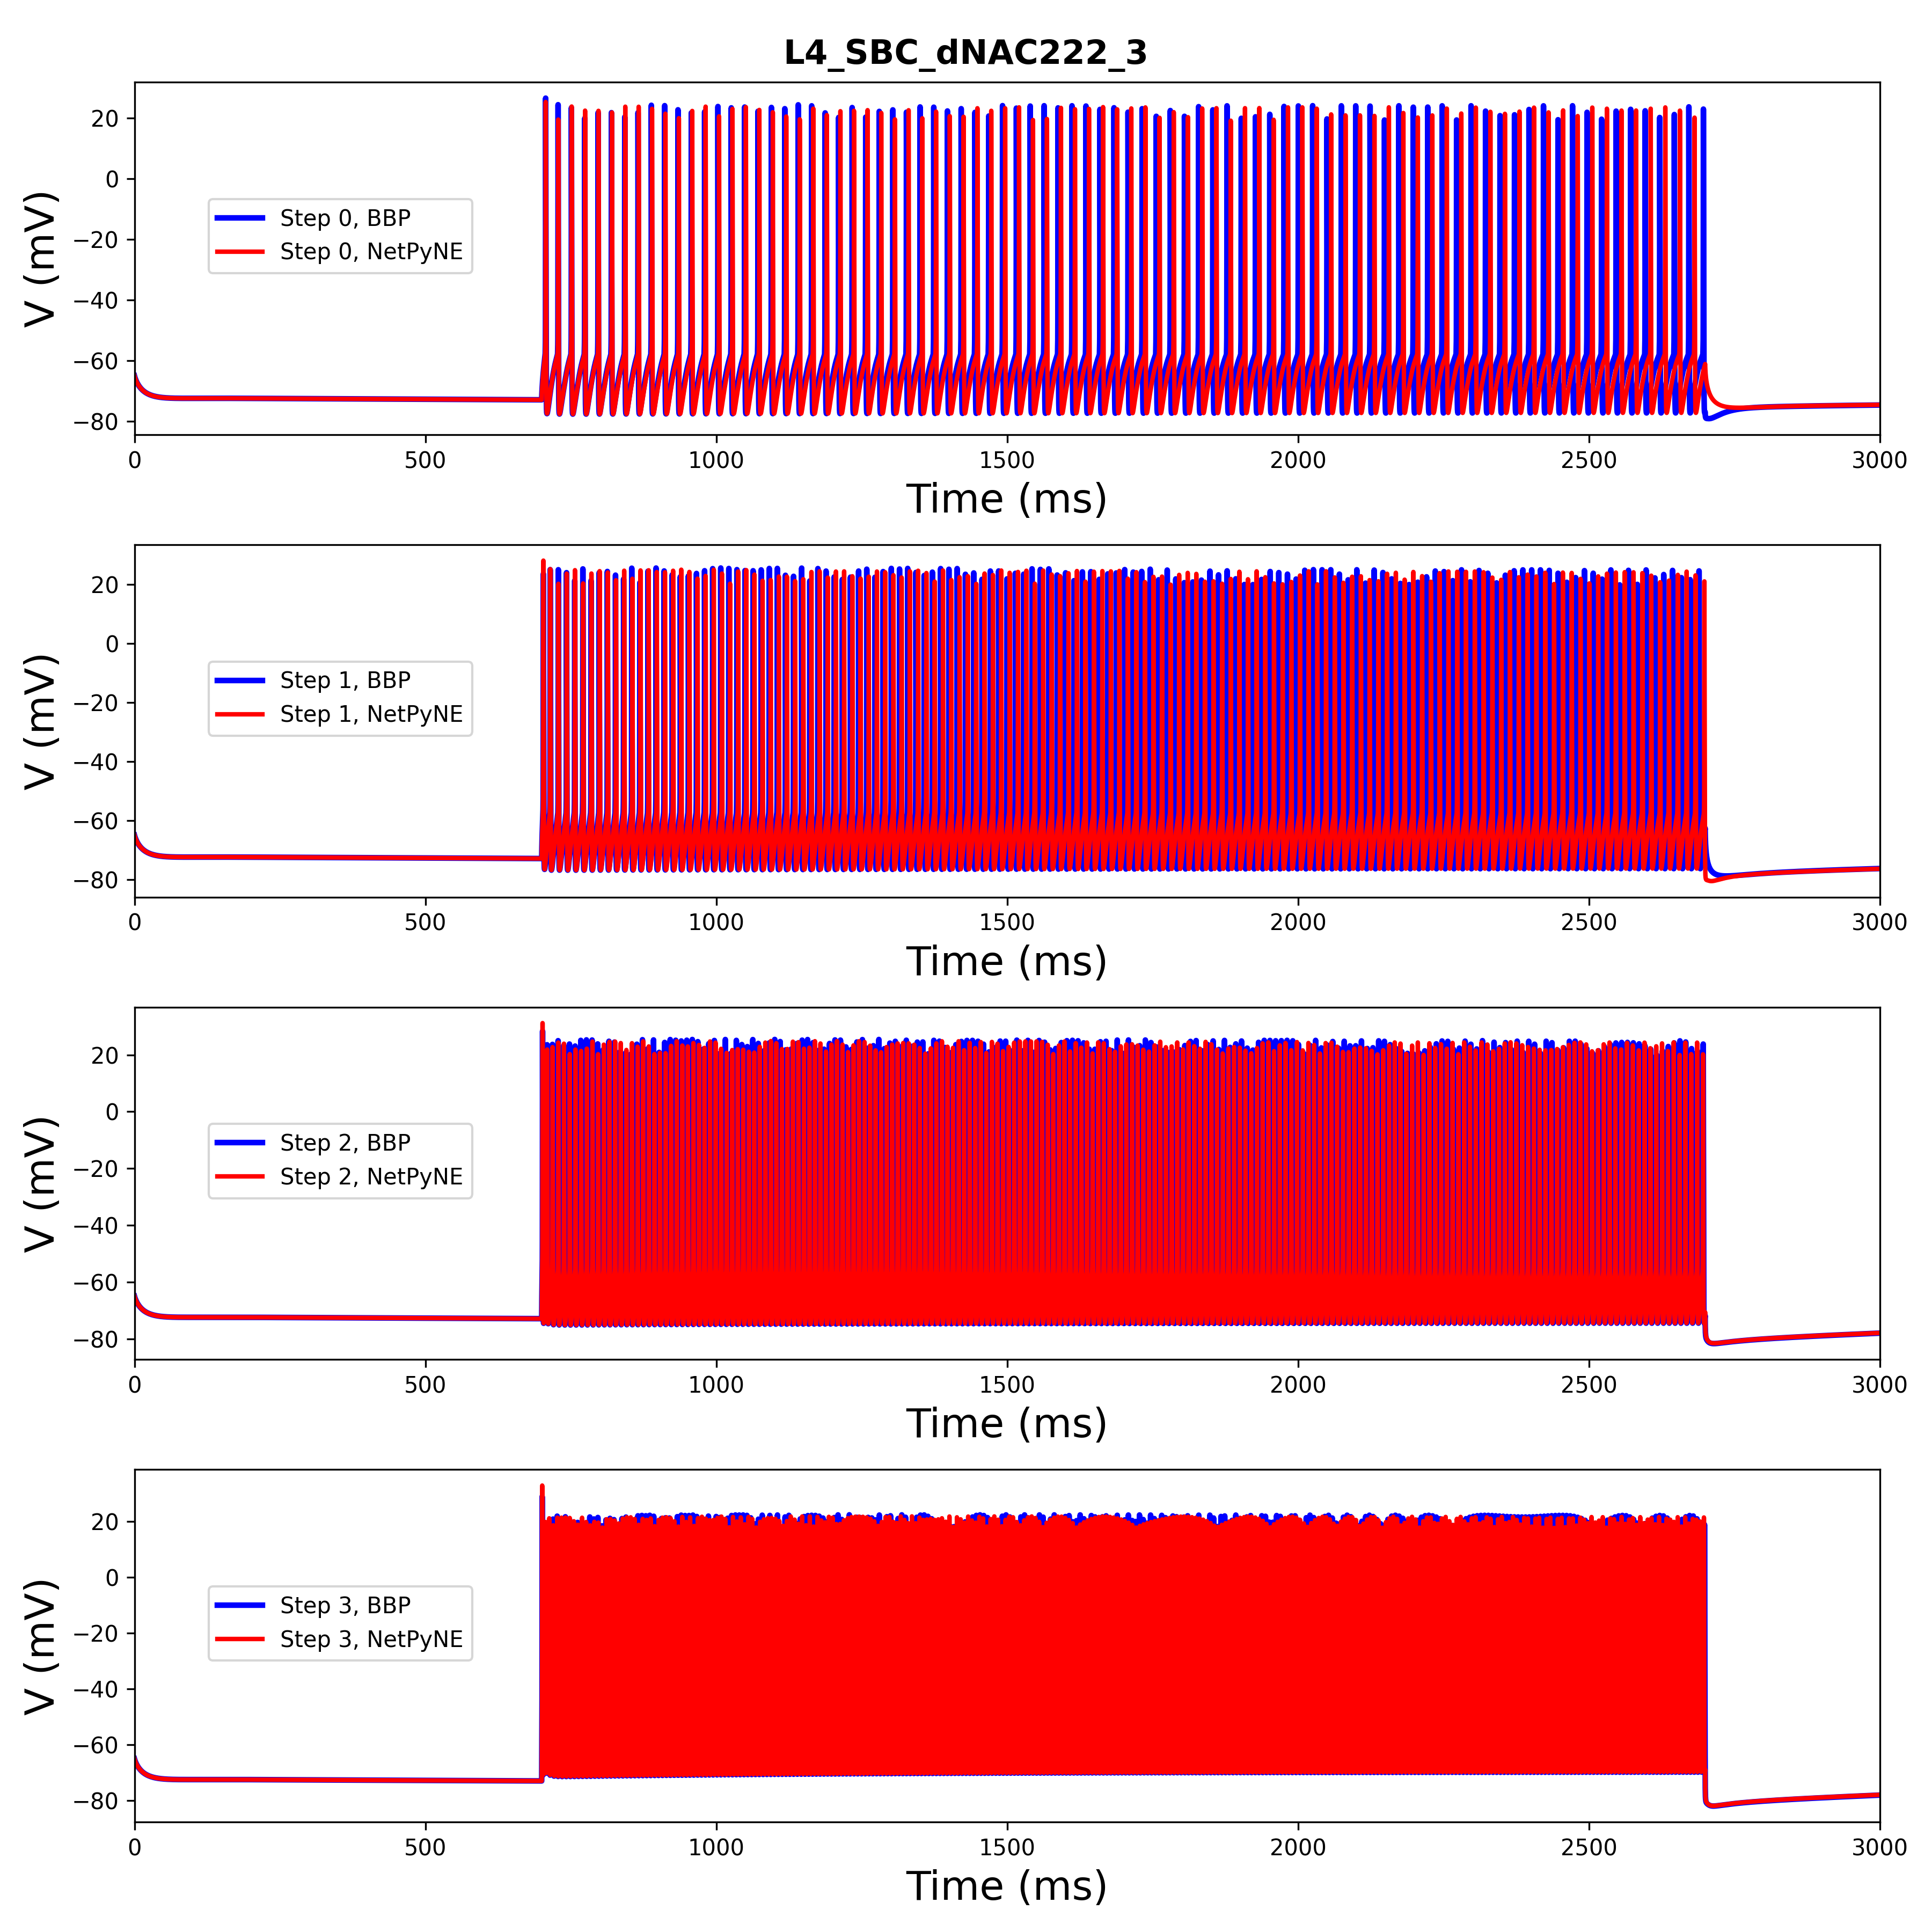 L4_SBC_dNAC222_3
20
0
−20
−40
−60
−80
V (mV)
Step 0, BBP
Step 0, NetPyNE
0 500 1000 1500 2000 2500 3000
Time (ms)
20
0
−20
−40
−60
−80
V (mV)
Step 1, BBP
Step 1, NetPyNE
0 500 1000 1500 2000 2500 3000
Time (ms)
20
0
−20
−40
−60
−80
V (mV)
Step 2, BBP
Step 2, NetPyNE
0 500 1000 1500 2000 2500 3000
Time (ms)
20
0
−20
−40
−60
−80
V (mV)
Step 3, BBP
Step 3, NetPyNE
0 500 1000 1500 2000 2500 3000
Time (ms)